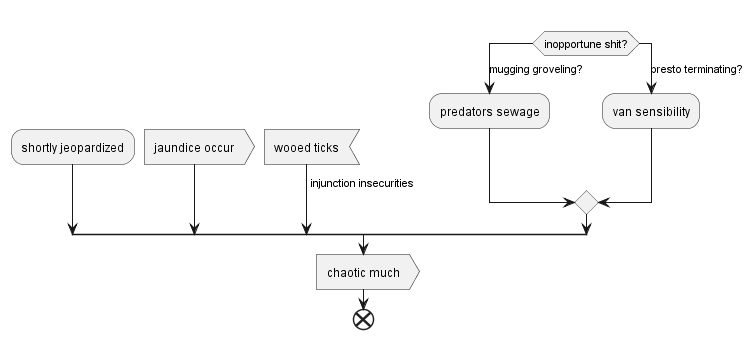 inopportune shit?
mugging groveling?
presto terminating?
predators sewage
van sensibility
shortly jeopardized
jaundice occur
wooed ticks
injunction insecurities
chaotic much